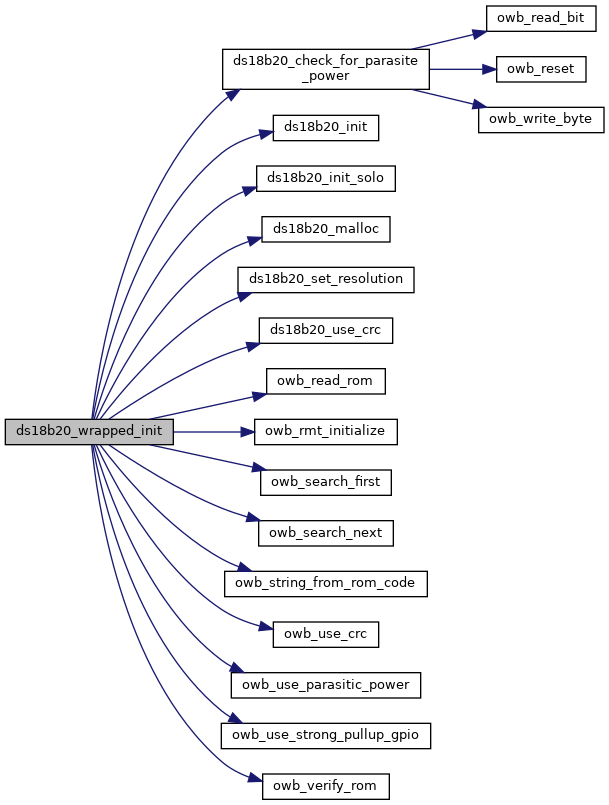 ds18b20_wrapped_init
ds18b20_check_for_parasite
_power
owb_read_bit
owb_reset
owb_write_byte
ds18b20_init
ds18b20_init_solo
ds18b20_malloc
ds18b20_set_resolution
ds18b20_use_crc
owb_read_rom
owb_rmt_initialize
owb_search_first
owb_search_next
owb_string_from_rom_code
owb_use_crc
owb_use_parasitic_power
owb_use_strong_pullup_gpio
owb_verify_rom